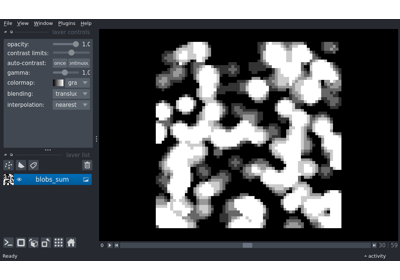 File View Window Plugins Help
layer controls
opacity: 1.0
contrast limits:
auto-contrast: once
gamma: 1.0
colormap: gra
blending: transluc
interpolation: nearest
layer list
blobs_sum
0 30 59
Ready activity